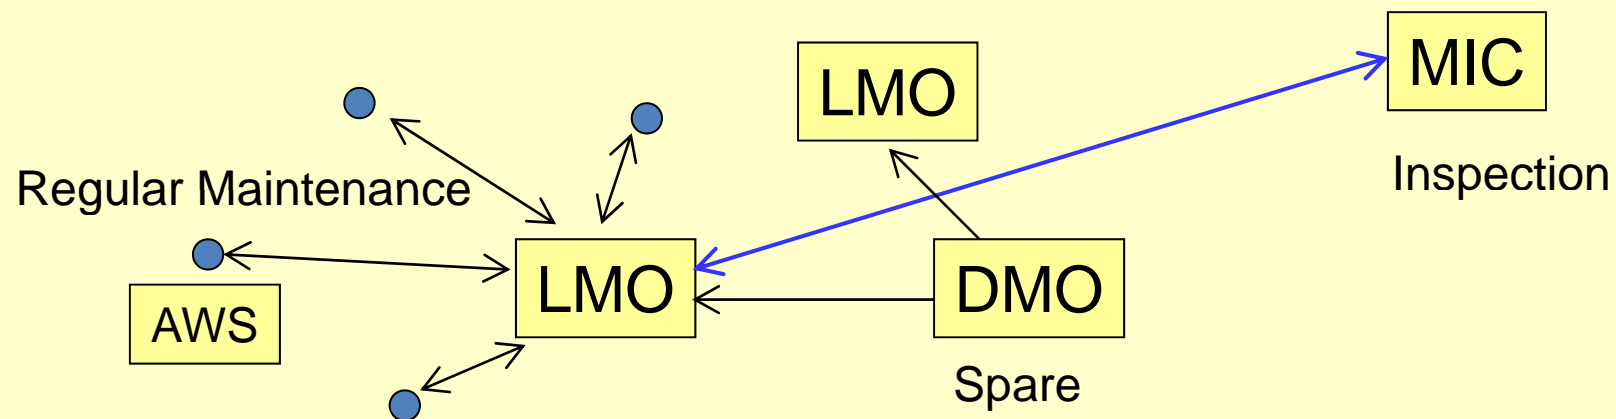 MIC
LMO
Inspection
Regular Maintenance
LMO
DMO
AWS
Spare